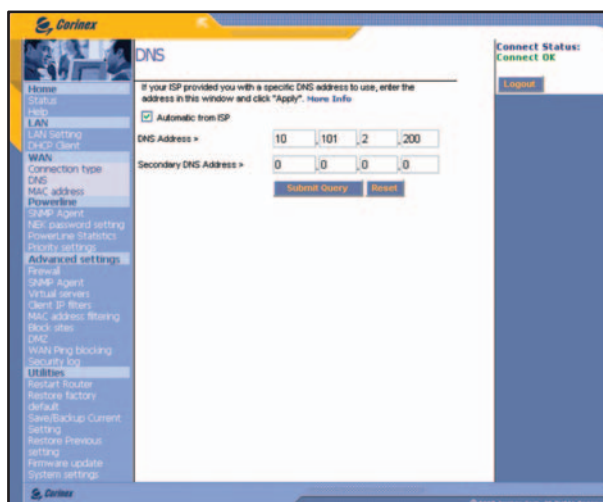 Corinex
DNS
Connect Status:
Connect OK
Logout
If your ISP provided you with a specific DNS address to use, enter the
address in this window and click "Apply". More Info
Automatic from ISP
DNS Address » 10 .101 .2 .200
Secondary DNS Address » 0 .0 .0 .0
Submit Query Reset
Home
Status
Help
LAN
LAN Setting
DHCP Client
WAN
Connection type
DNS
MAC address
Powerline
SNMP Agent
NEK password setting
PowerLine Statistics
Priority settings
Advanced settings
Firewall
SNMP Agent
Virtual servers
Client IP filters
MAC address filtering
Block sites
DMZ
WAN Ping blocking
Security log
Utilities
Restart Router
Restore factory
default
Save/Backup Current
Setting
Restore Previous
setting
Firmware update
System settings
Corinex